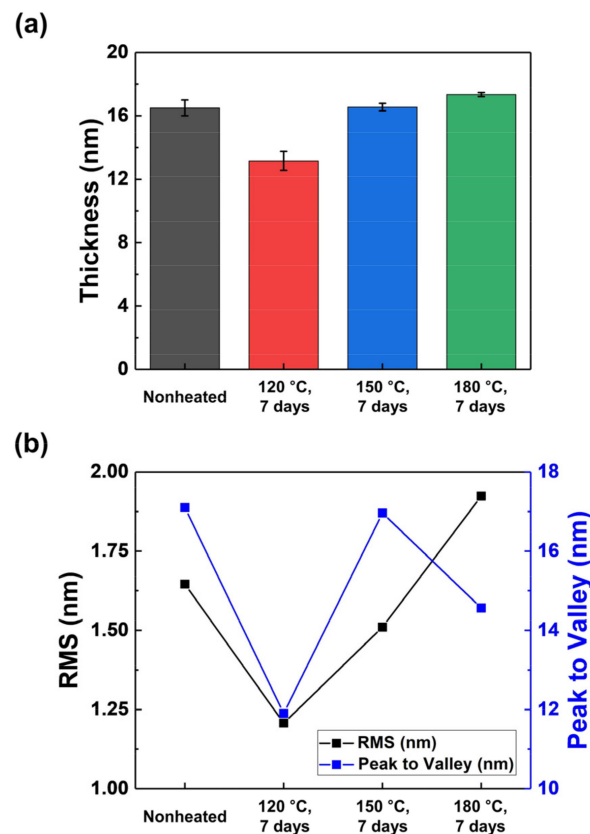 (a)
20
16
12
8
4
0
Thickness (nm)
Nonheated
120 °C,
7 days
150 °C,
7 days
180 °C,
7 days
(b)
2.00
1.75
1.50
1.25
1.00
RMS (nm)
18
16
14
12
10
Peak to Valley (nm)
RMS (nm)
Peak to Valley (nm)
Nonheated
120 °C,
7 days
150 °C,
7 days
180 °C,
7 days